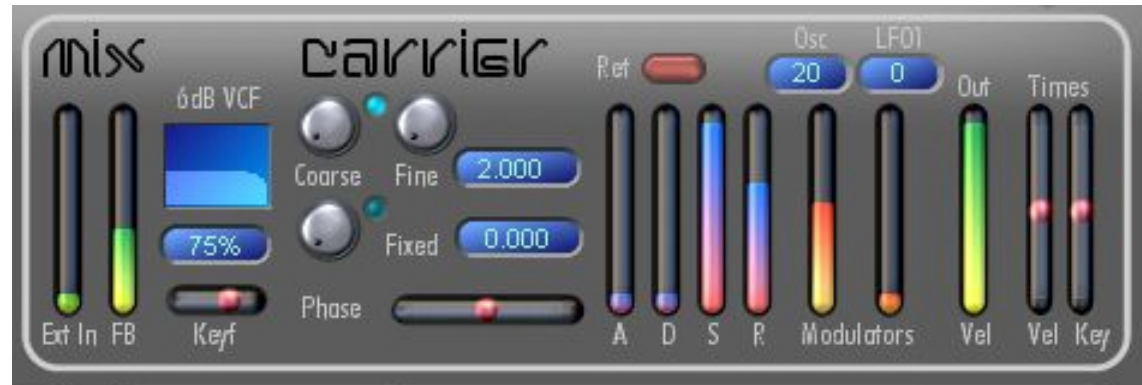 mix
carrier
Osc
LFO1
Ret
20
0
6dB VCF
Out
Times
Coarse
Fine
2.000
75%
Fixed
0.000
Phase
Ext In
FB
Keyf
A
D
S
R
Modulators
Vel
Vel
Key